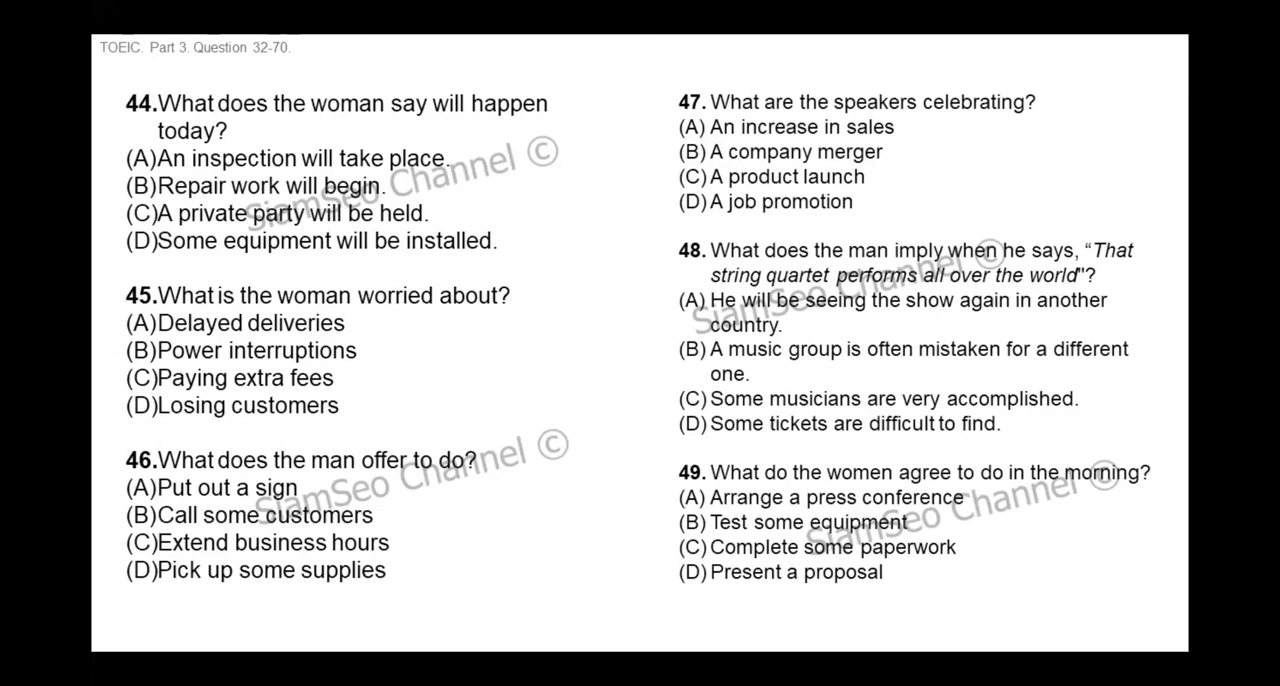 TOEIC. Part 3. Question 32-70.
44.What does the woman say will happen
today?
(A)An inspection will take place.
(B)Repair work will begin.
(C)A private party will be held.
(D)Some equipment will be installed.
SiamSeo Channel ©
45.What is the woman worried about?
(A)Delayed deliveries
(B)Power interruptions
(C)Paying extra fees
(D)Losing customers
46.What does the man offer to do?
(A)Put out a sign
(B)Call some customers
(C)Extend business hours
(D)Pick up some supplies
SiamSeo Channel ©
47. What are the speakers celebrating?
(A) An increase in sales
(B) A company merger
(C) A product launch
(D) A job promotion
48. What does the man imply when he says, “That
string quartet performs all over the world"?
(A) He will be seeing the show again in another
country.
(B) A music group is often mistaken for a different
one.
(C) Some musicians are very accomplished.
(D) Some tickets are difficult to find.
SiamSeo Channel ©
49. What do the women agree to do in the morning?
(A) Arrange a press conference
(B) Test some equipment
(C) Complete some paperwork
(D) Present a proposal
SiamSeo Channel ©